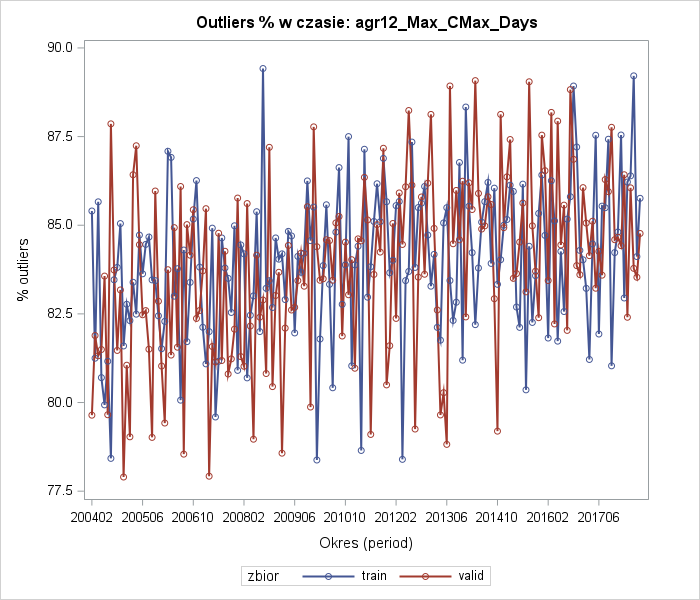 Outliers % w czasie: agr12_Max_CMax_Days
90.0
87.5
85.0
82.5
80.0
77.5
% outliers
200402 200506 200610 200802 200906 201010 201202 201306 201410 201602 201706
Okres (period)
zbior train valid